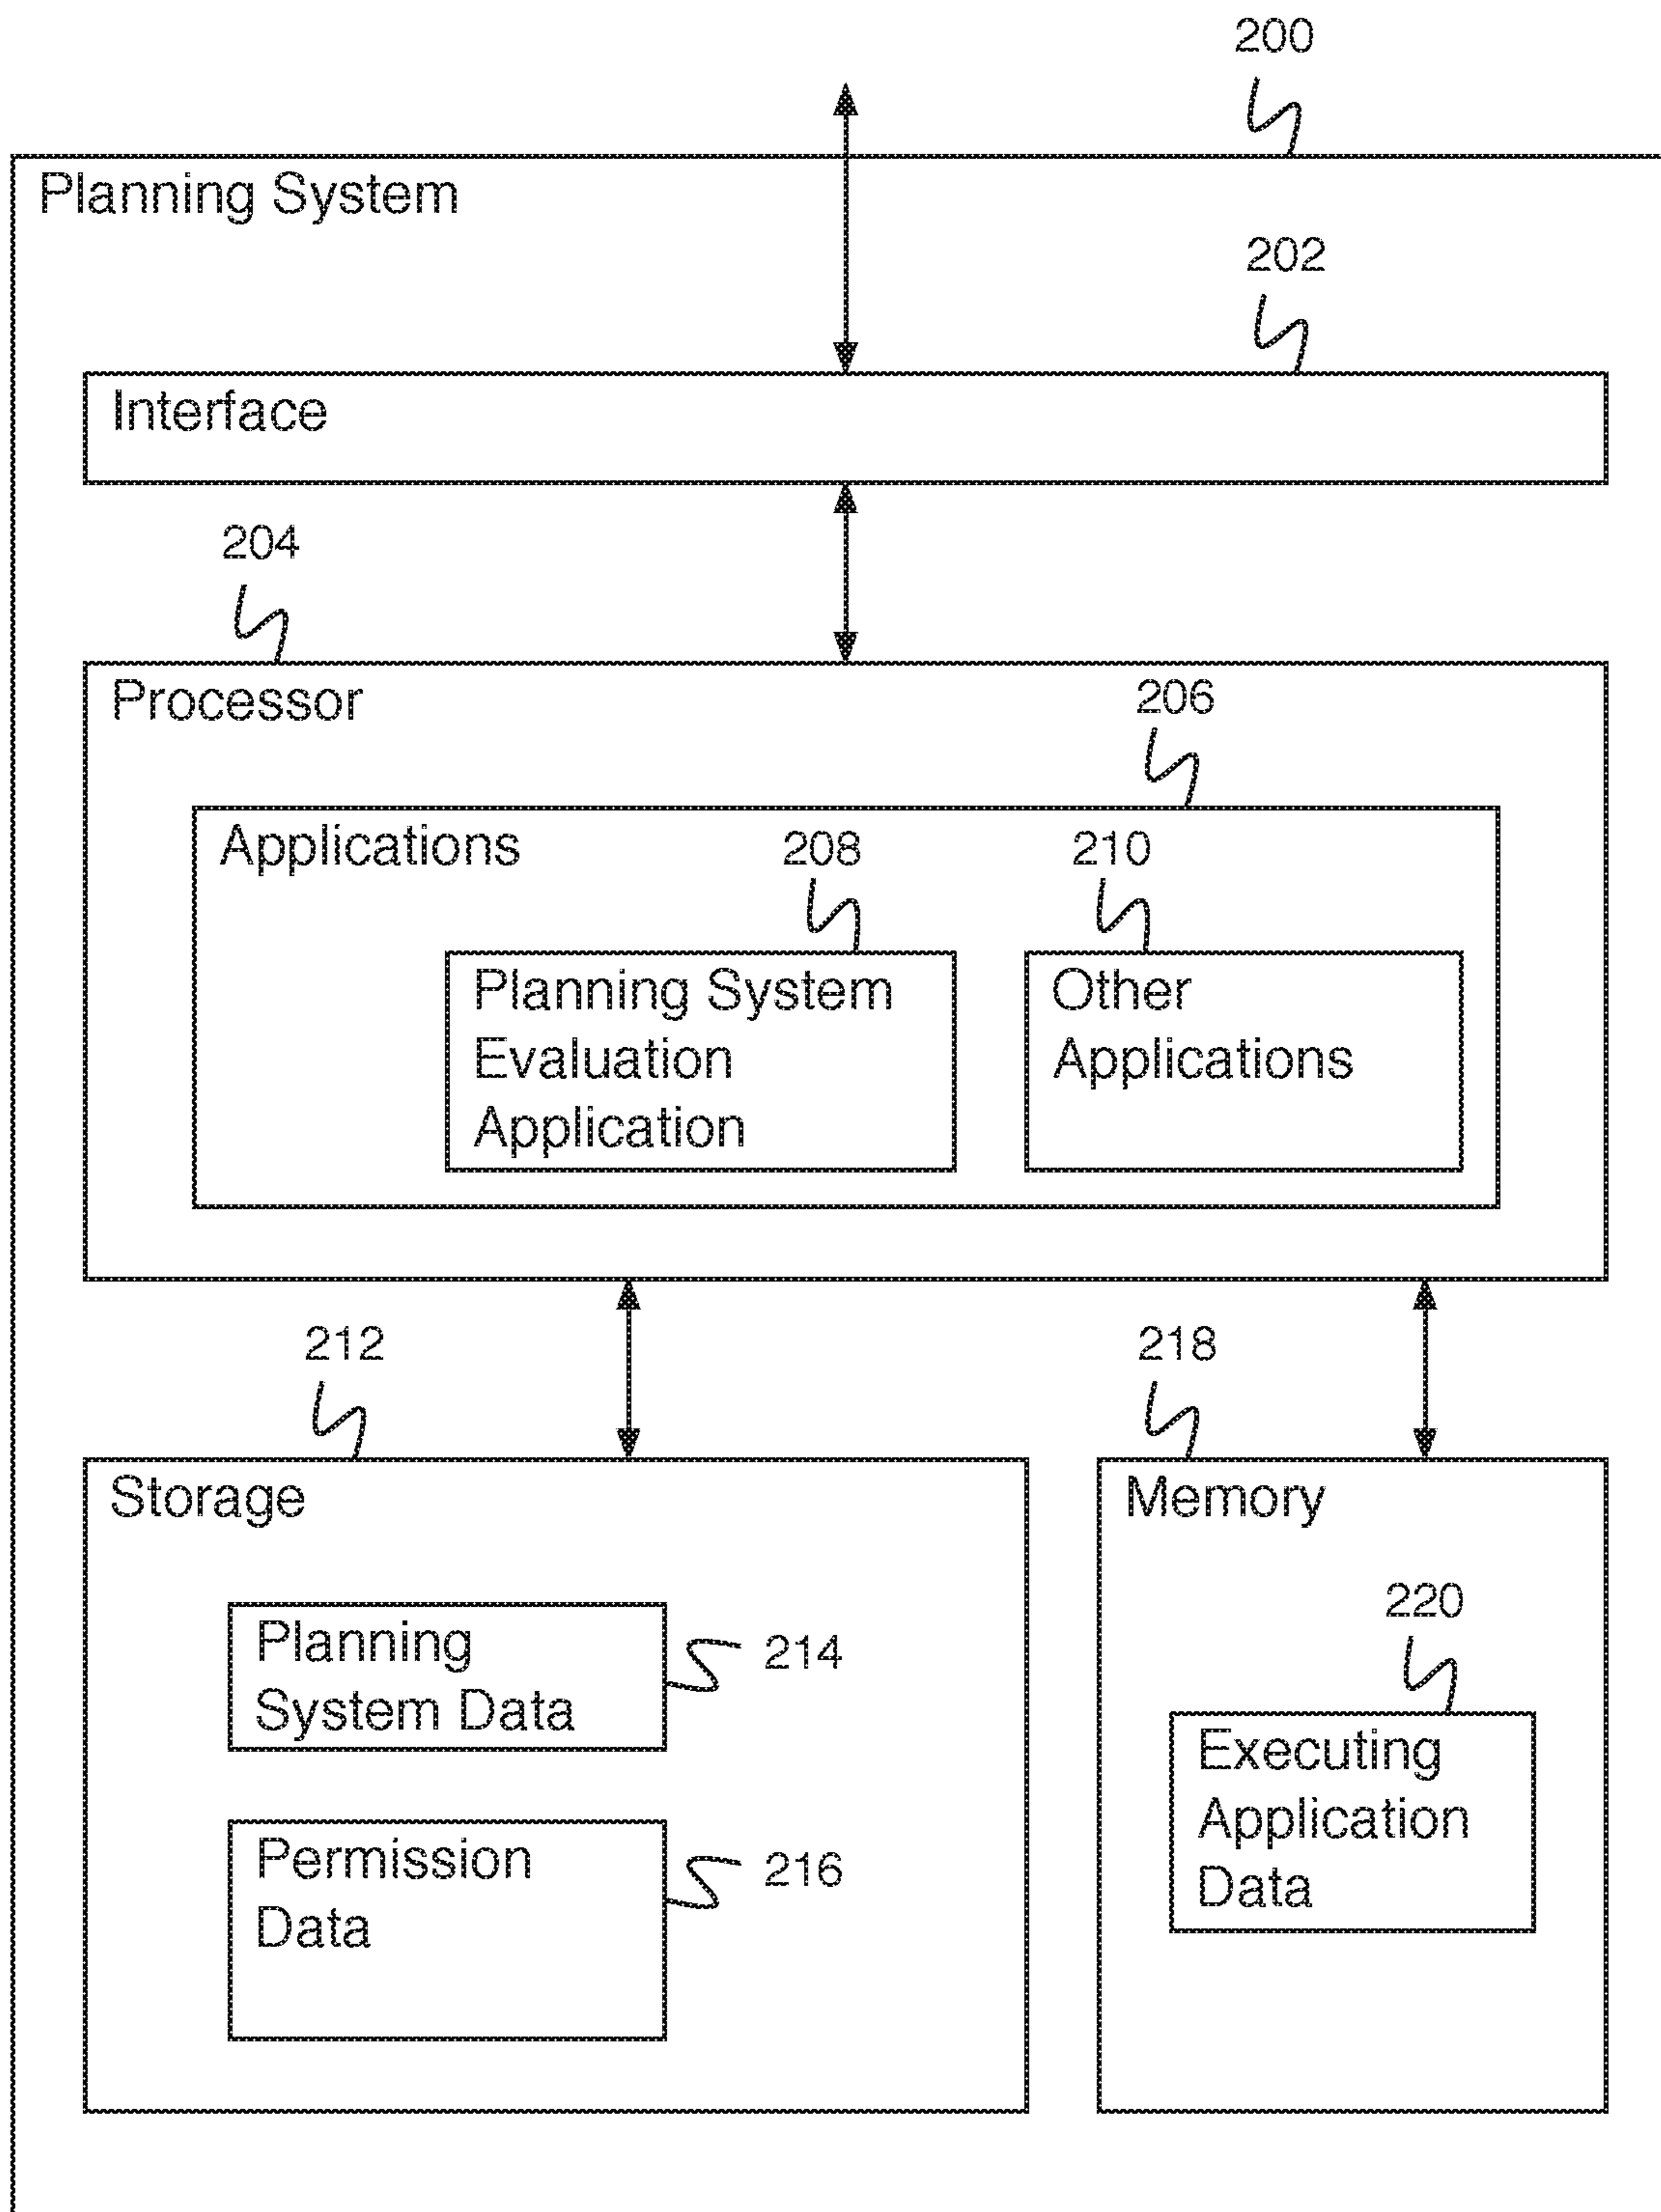 200
Planning System
202
Interface
204
Processor
206
Applications
208
210
Planning System
Evaluation
Application
Other
Applications
212
218
Storage
Memory
220
Planning
System Data
214
Executing
Application
Data
Permission
Data
216